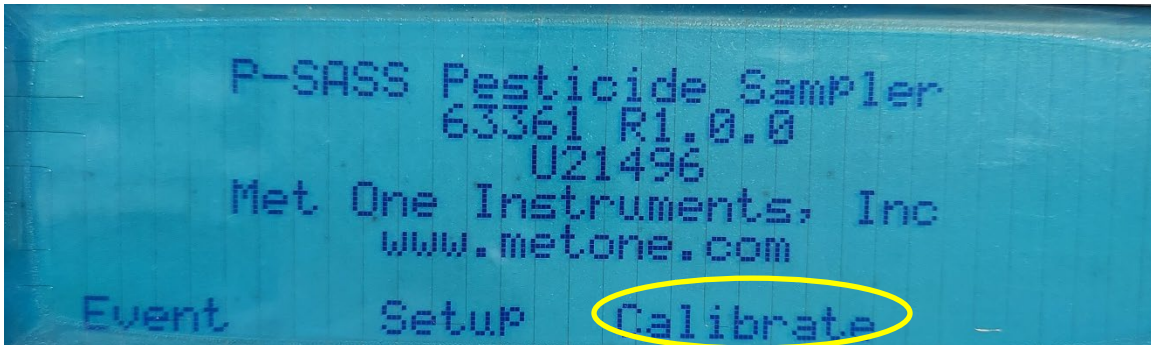 P-SASS Pesticide Sampler
63361 R1.0.0
U21496
Met One Instruments, Inc
www.metone.com
Event Setup Calibrate